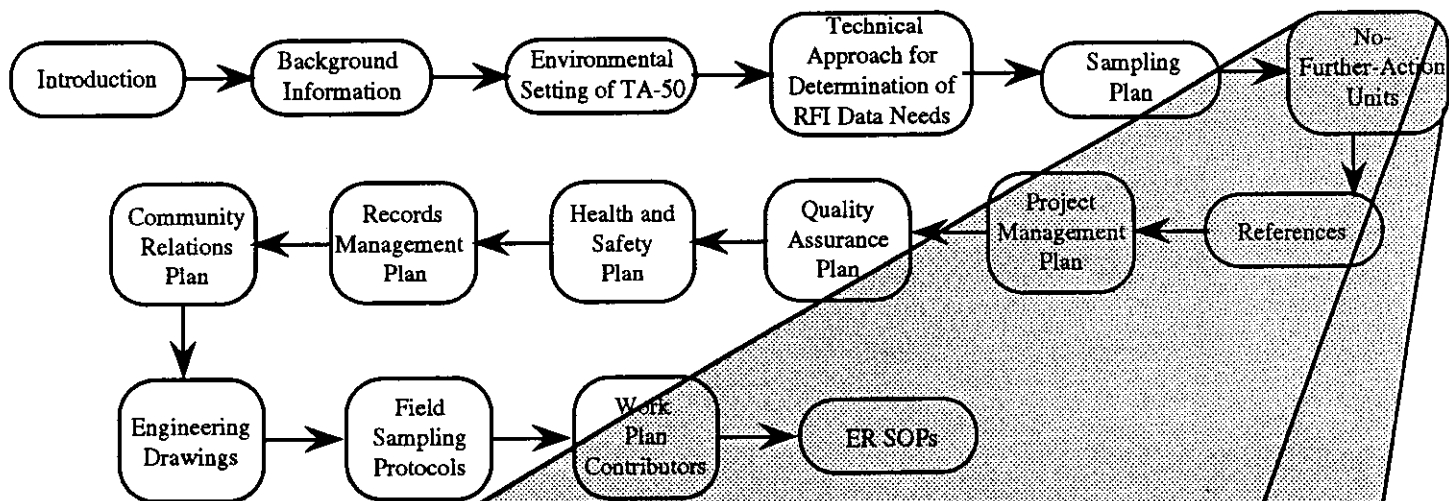 Introduction
Background
Information
Environmental
Setting of TA-50
Technical
Approach for
Determination of
RFI Data Needs
Sampling
Plan
No-
Further-Action
Units
References
Project
Management
Plan
Quality
Assurance
Plan
Health and
Safety
Plan
Records
Management
Plan
Community
Relations
Plan
Engineering
Drawings
Field
Sampling
Protocols
Work
Plan
Contributors
ER SOPs